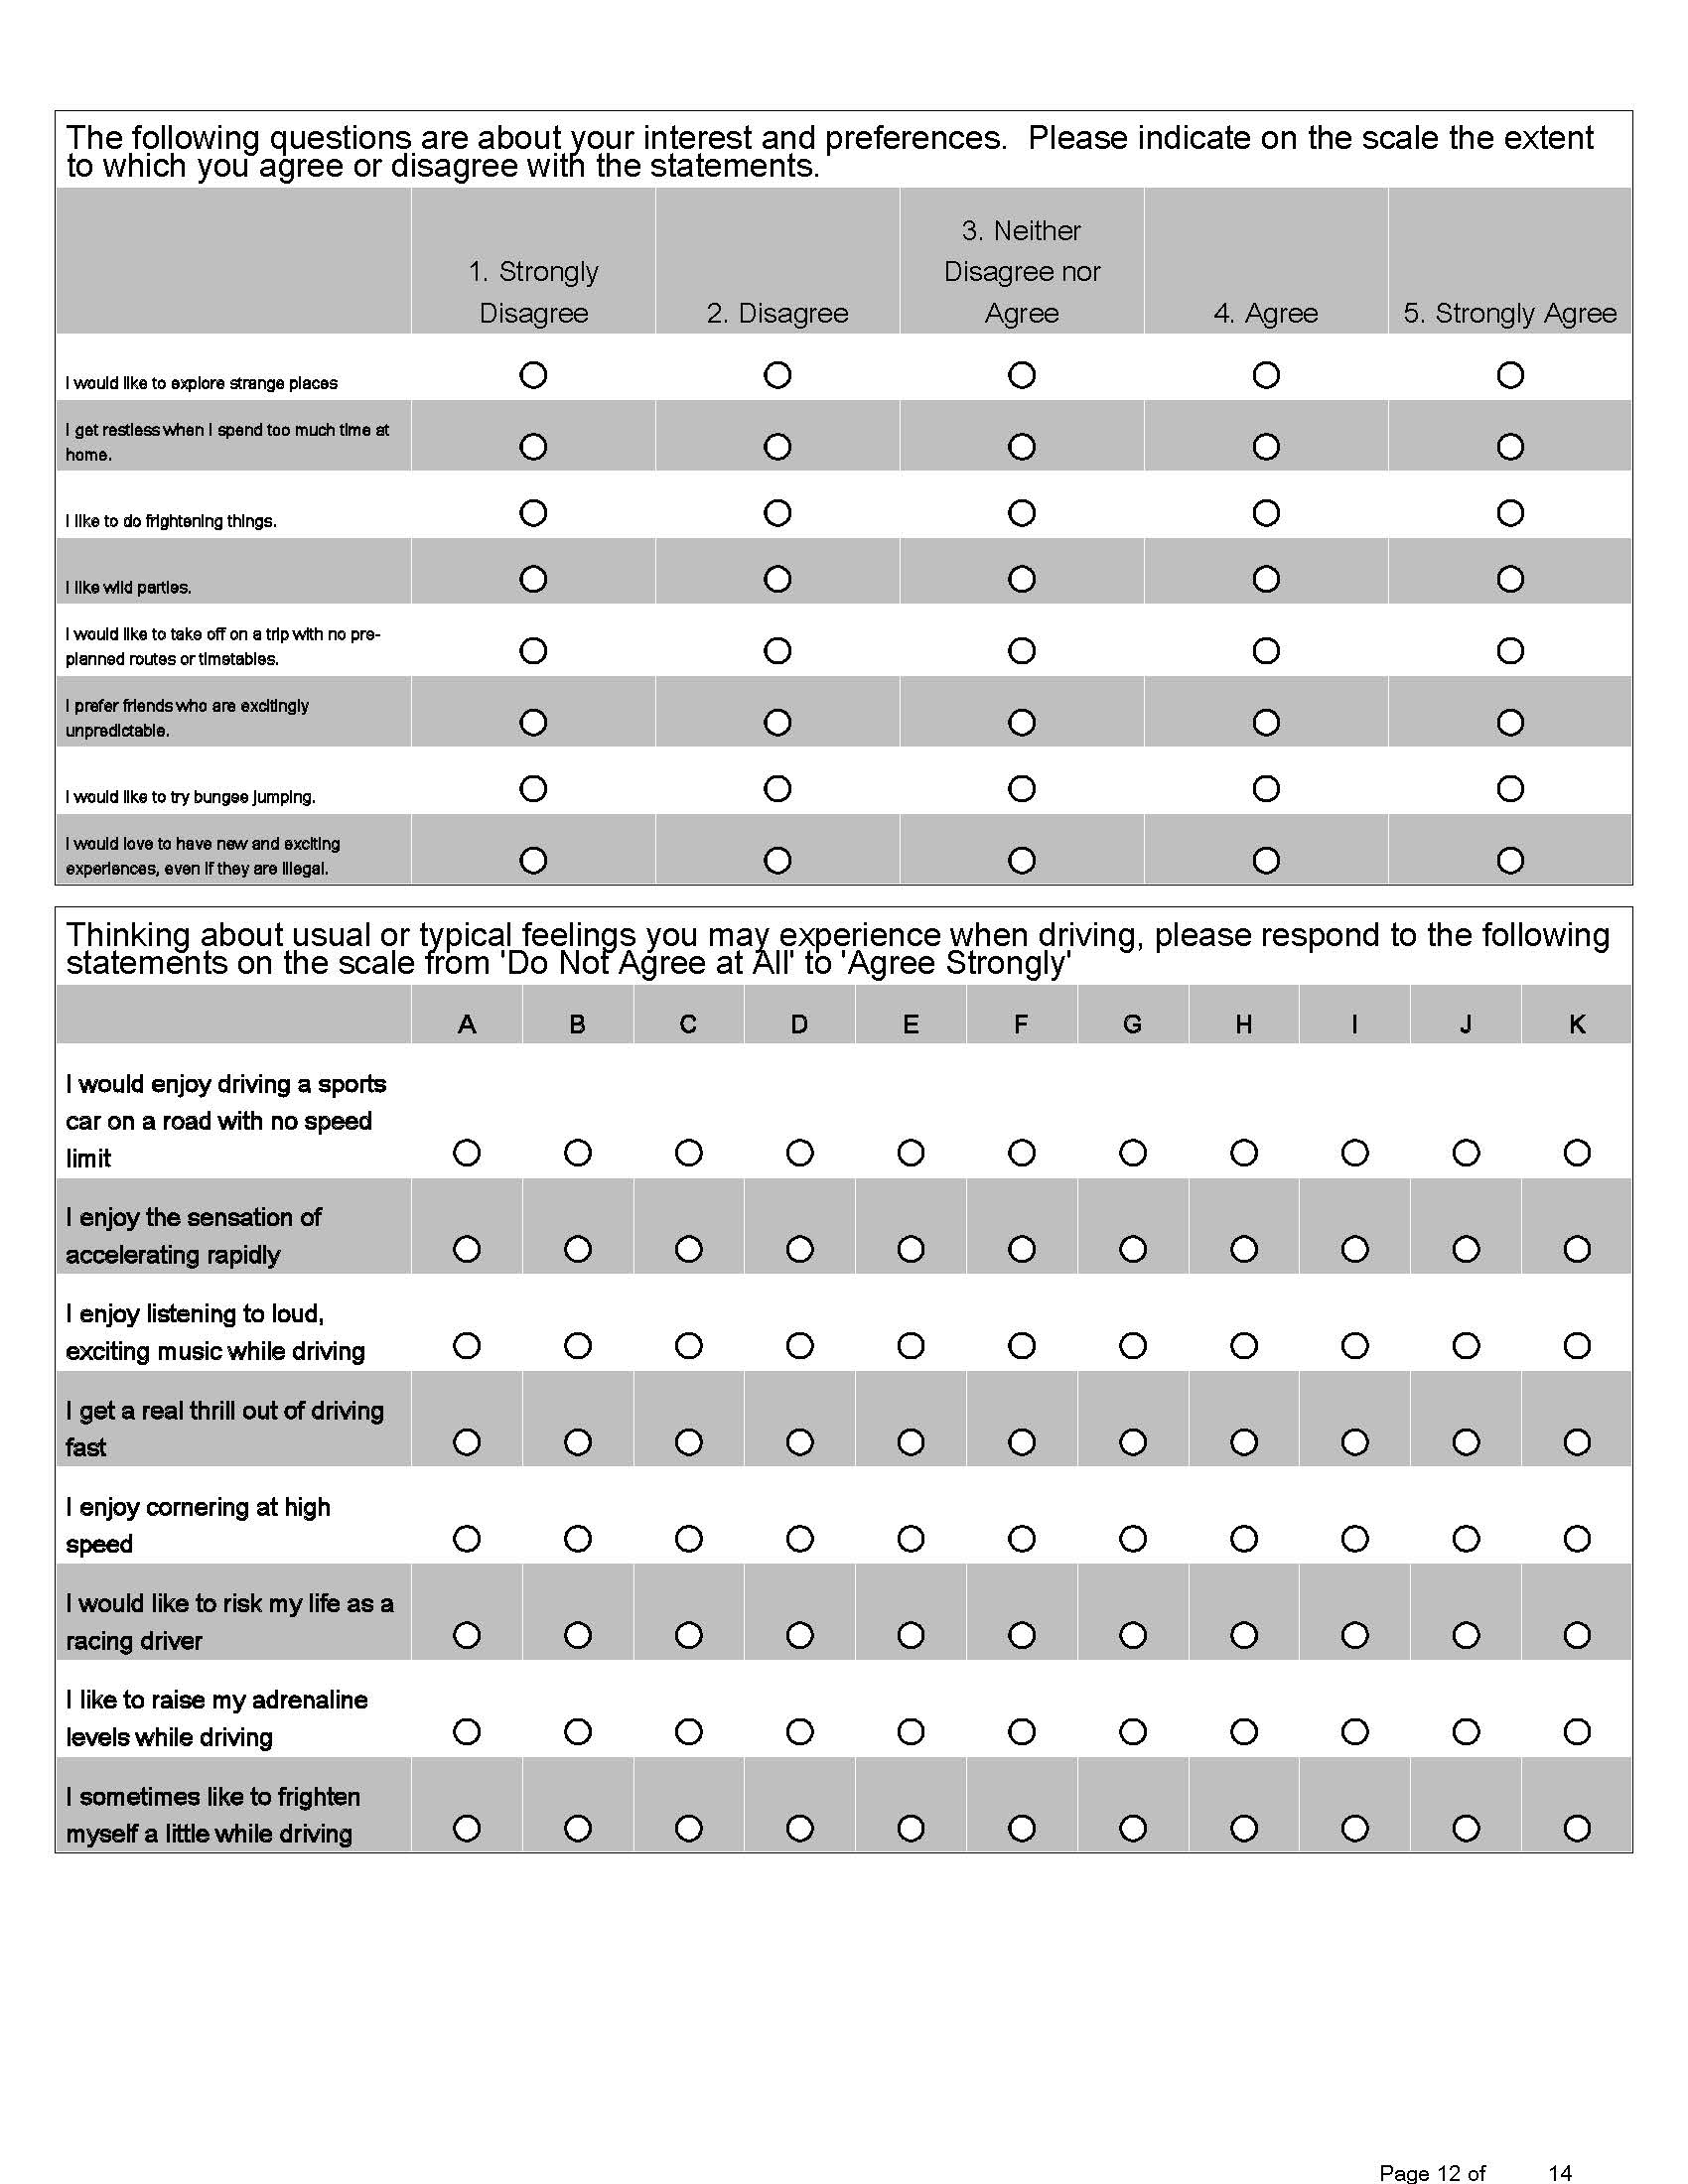 The following questions are about your interest and preferences.  Please indicate on the scale the extent
to which you agree or disagree with the statements.
1. Strongly Disagree
2. Disagree
3. Neither Disagree nor Agree
4. Agree
5. Strongly Agree
I would like to explore strange places
I get restless when I spend too much time at
home.
I like to do frightening things.
I like wild parties.
I would like to take off on a trip with no pre-
planned routes or timetables.
I prefer friends who are excitingly
unpredictable.
I would like to try bungee jumping.
I would love to have new and exciting
experiences, even if they are illegal.
Thinking about usual or typical feelings you may experience when driving, please respond to the following
statements on the scale from 'Do Not Agree at All' to 'Agree Strongly'
A B C D E F G H I J K
I would enjoy driving a sports
car on a road with no speed
limit
I enjoy the sensation of
accelerating rapidly
I enjoy listening to loud,
exciting music while driving
I get a real thrill out of driving
fast
I enjoy cornering at high
speed
I would like to risk my life as a
racing driver
I like to raise my adrenaline
levels while driving
I sometimes like to frighten
myself a little while driving
Page 12 of 14